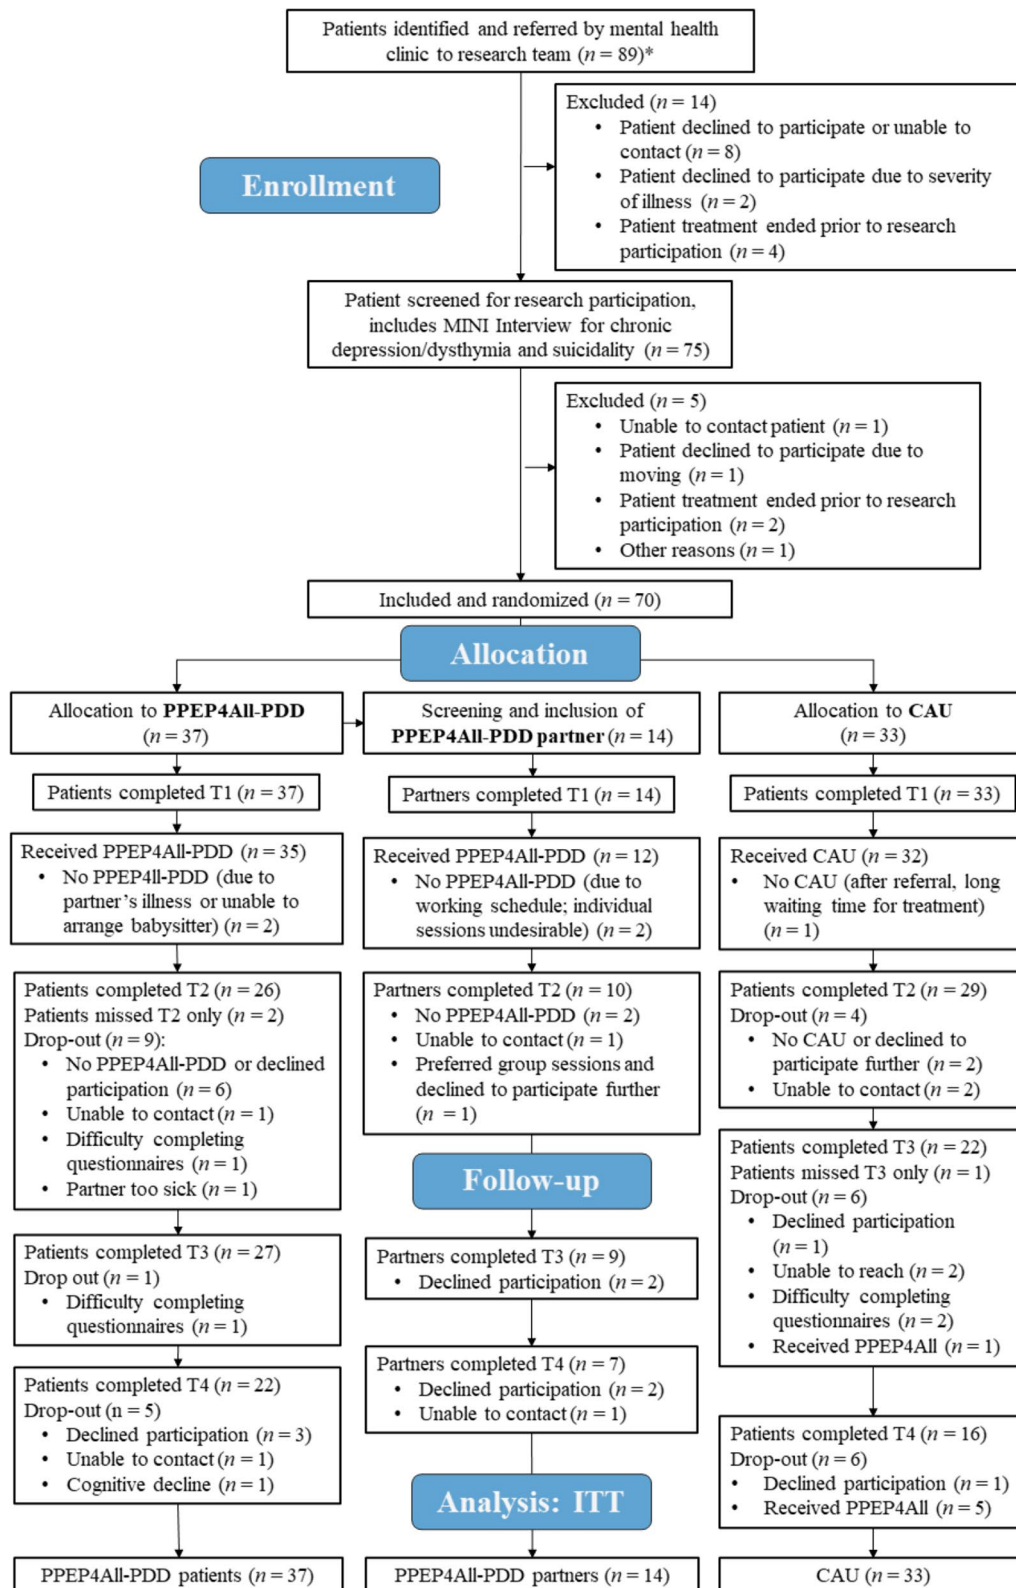 Patients identified and referred by mental health
clinic to research team (n = 89)*
Excluded (n = 14)
• Patient declined to participate or unable to
contact (n = 8)
• Patient declined to participate due to severity
of illness (n = 2)
• Patient treatment ended prior to research
participation (n = 4)
Enrollment
Patient screened for research participation,
includes MINI Interview for chronic
depression/dysthymia and suicidality (n = 75)
Excluded (n = 5)
• Unable to contact patient (n = 1)
• Patient declined to participate due to
moving (n = 1)
• Patient treatment ended prior to research
participation (n = 2)
• Other reasons (n = 1)
Included and randomized (n = 70)
Allocation
Allocation to PPEP4All-PDD
(n = 37)
Screening and inclusion of
PPEP4All-PDD partner (n = 14)
Allocation to CAU
(n = 33)
Patients completed T1 (n = 37)
Partners completed T1 (n = 14)
Patients completed T1 (n = 33)
Received PPEP4All-PDD (n = 35)
• No PPEP4ll-PDD (due to
partner’s illness or unable to
arrange babysitter) (n = 2)
Received PPEP4All-PDD (n = 12)
• No PPEP4All-PDD (due to
working schedule; individual
sessions undesirable) (n = 2)
Received CAU (n = 32)
• No CAU (after referral, long
waiting time for treatment)
(n = 1)
Patients completed T2 (n = 26)
Patients missed T2 only (n = 2)
Drop-out (n = 9):
• No PPEP4All-PDD or declined
participation (n = 6)
• Unable to contact (n = 1)
• Difficulty completing
questionnaires (n = 1)
• Partner too sick (n = 1)
Partners completed T2 (n = 10)
• No PPEP4All-PDD (n = 2)
• Unable to contact (n = 1)
• Preferred group sessions and
declined to participate further
(n = 1)
Patients completed T2 (n = 29)
Drop-out (n = 4)
• No CAU or declined to
participate further (n = 2)
• Unable to contact (n = 2)
Follow-up
Patients completed T3 (n = 27)
Drop out (n = 1)
• Difficulty completing
questionnaires (n = 1)
Partners completed T3 (n = 9)
• Declined participation (n = 2)
Patients completed T3 (n = 22)
Patients missed T3 only (n = 1)
Drop-out (n = 6)
• Declined participation
(n = 1)
• Unable to reach (n = 2)
• Difficulty completing
questionnaires (n = 2)
• Received PPEP4All (n = 1)
Patients completed T4 (n = 22)
Drop-out (n = 5)
• Declined participation (n = 3)
• Unable to contact (n = 1)
• Cognitive decline (n = 1)
Partners completed T4 (n = 7)
• Declined participation (n = 2)
• Unable to contact (n = 1)
Patients completed T4 (n = 16)
Drop-out (n = 6)
• Declined participation (n = 1)
• Received PPEP4All (n = 5)
Analysis: ITT
PPEP4All-PDD patients (n = 37)
PPEP4All-PDD partners (n = 14)
CAU (n = 33)